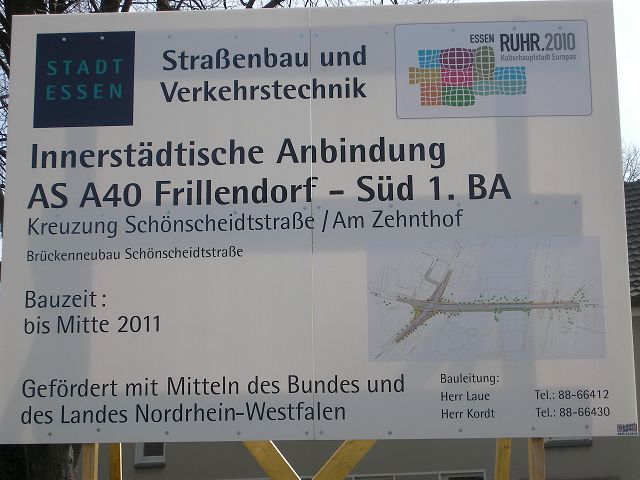 STADT
ESSEN
Straßenbau und
Verkehrstechnik
ESSEN RUHR.2010
Kulturhauptstadt Europas
Innerstädtische Anbindung
AS A40 Frillendorf - Süd 1. BA
Kreuzung Schönscheidtstraße / Am Zehnthof
Brückenneubau Schönscheidtstraße
Bauzeit:
bis Mitte 2011
Gefördert mit Mitteln des Bundes und
des Landes Nordrhein-Westfalen
Bauleitung:
Herr Laue Tel.: 88-66412
Herr Kordt Tel.: 88-66430